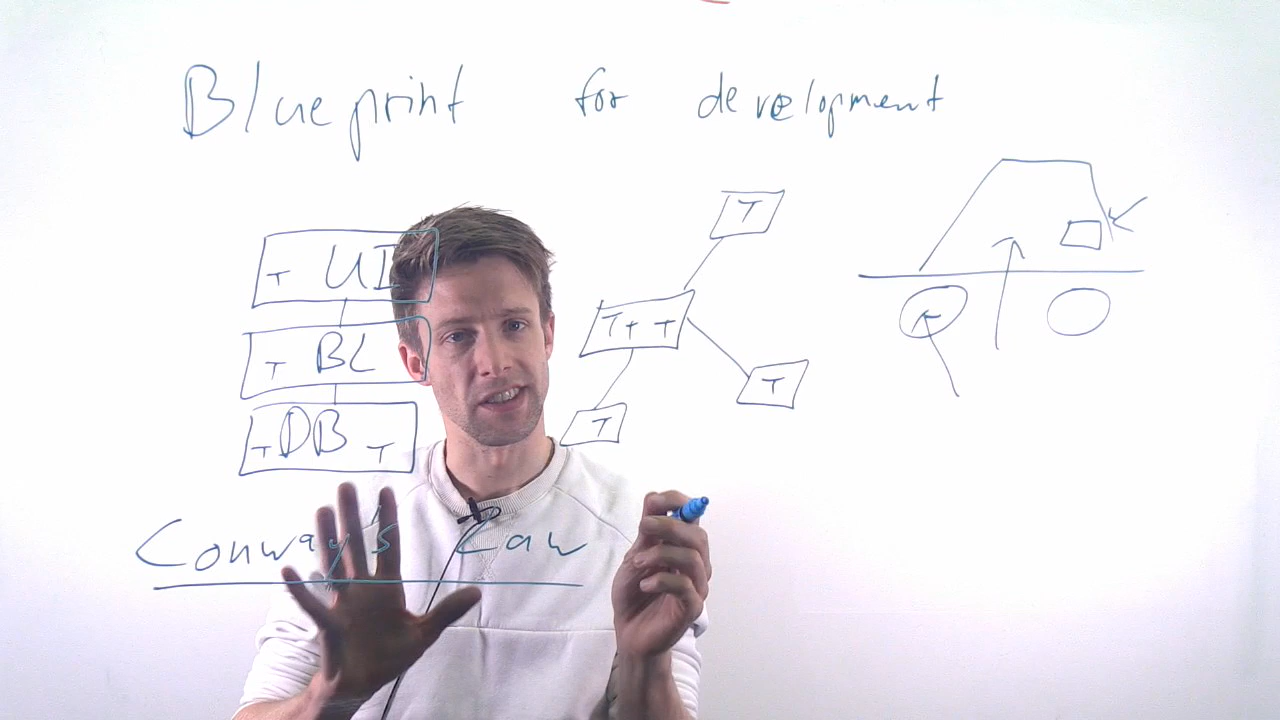 Blueprint for development
T UI
T BL
T DB T
T
T + T
T
T
Conway's Law